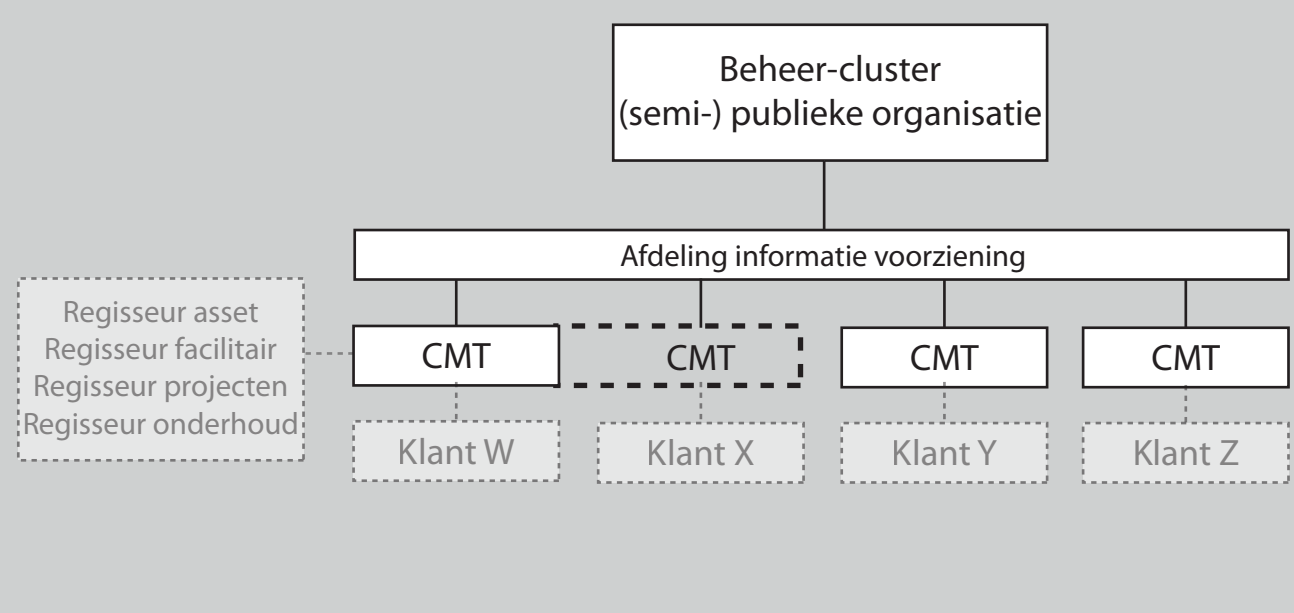 Beheer-cluster
(semi-) publieke organisatie
Afdeling informatie voorziening
Regisseur asset
Regisseur facilitair
Regisseur projecten
Regisseur onderhoud
CMT
CMT
CMT
CMT
Klant W
Klant X
Klant Y
Klant Z